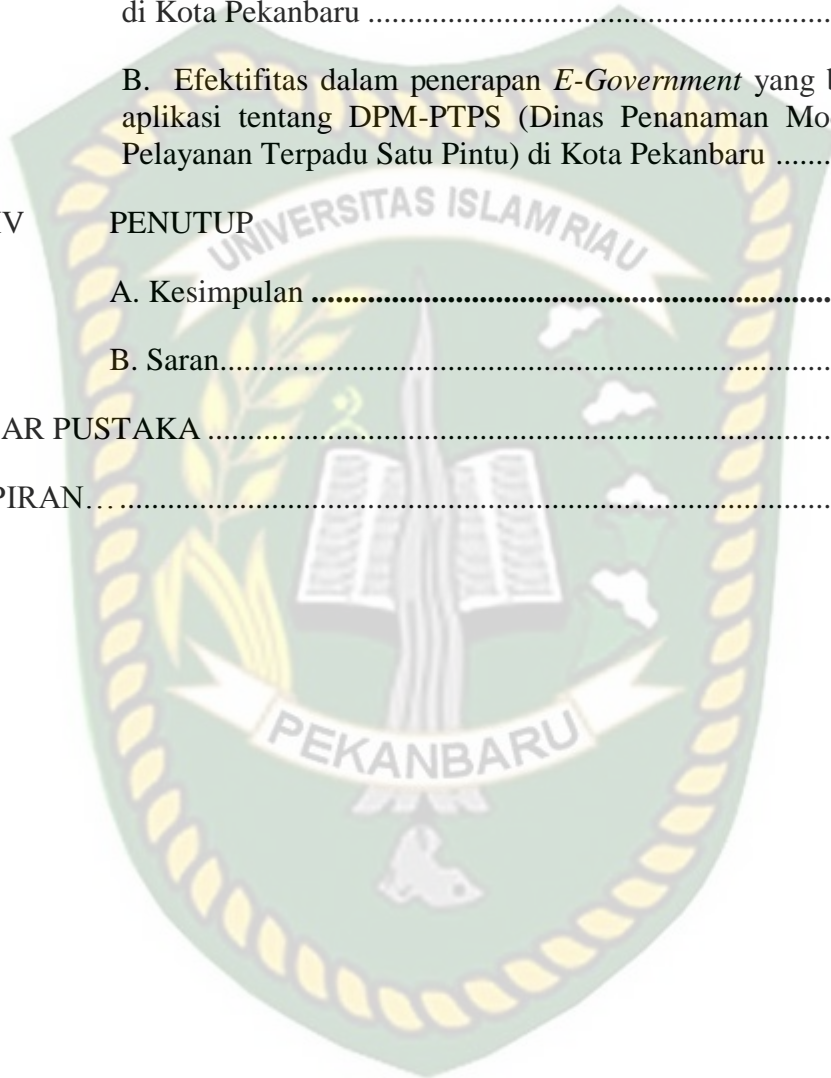 di Kota Pekanbaru ......................................................
B. Efektifitas dalam penerapan E-Government yang b
aplikasi tentang DPM-PTPS (Dinas Penanaman Mo
Pelayanan Terpadu Satu Pintu) di Kota Pekanbaru .......
UNIVERSITAS ISLAM RIAU
IV PENUTUP
A. Kesimpulan ..............................................................
B. Saran.......... ..............................................................
AR PUSTAKA ..............................................................
PIRAN… ..............................................................
PEKANBARU